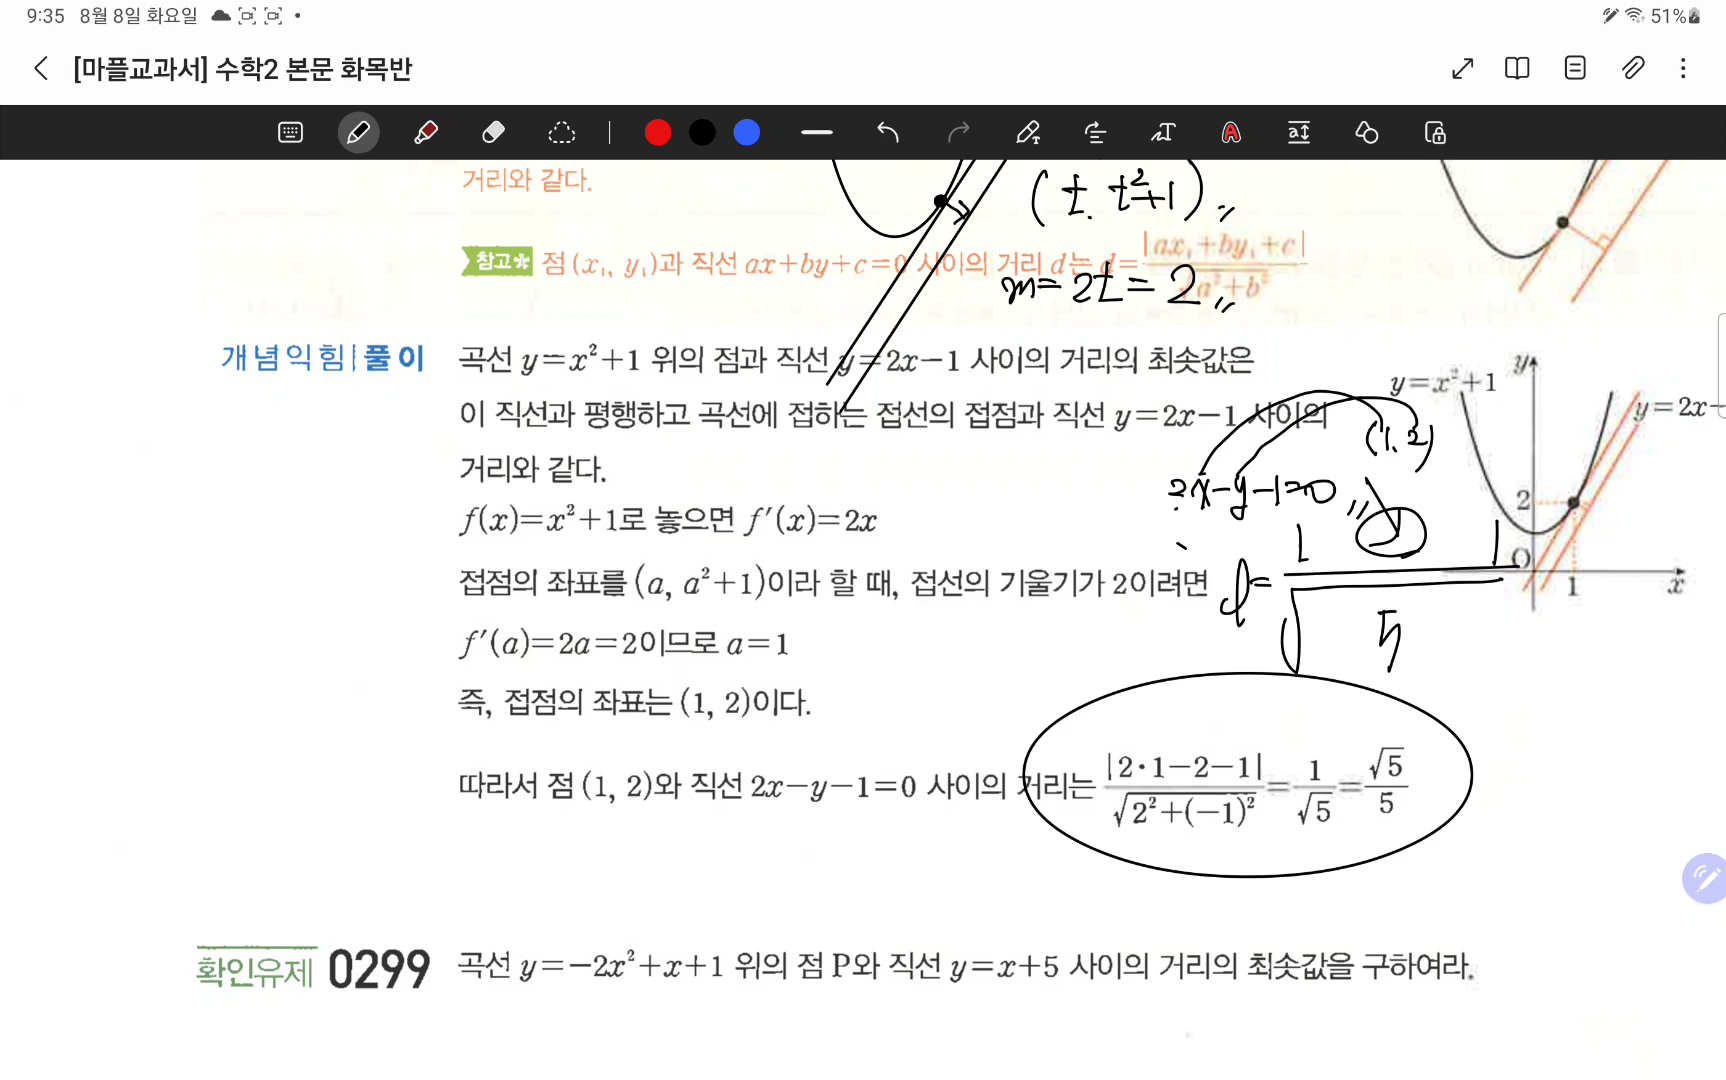 9:35 8월 8일 화요일
51%
[마플교과서] 수학2 본문 화목반
거리와 같다.
(t, t²+1)
참고 점 (x₁, y₁)과 직선 ax+by+c=0 사이의 거리 d는 d=|ax₁+by₁+c|/√a²+b²
m=2t=2
개념익힘 풀이 곡선 y=x²+1 위의 점과 직선 y=2x-1 사이의 거리의 최솟값은
이 직선과 평행하고 곡선에 접하는 접선의 접점과 직선 y=2x-1 사이의
거리와 같다.
f(x)=x²+1로 놓으면 f′(x)=2x
접점의 좌표를 (a, a²+1)이라 할 때, 접선의 기울기가 2이려면
f′(a)=2a=2이므로 a=1
즉, 접점의 좌표는 (1, 2)이다.
따라서 점 (1, 2)와 직선 2x-y-1=0 사이의 거리는 |2·1-2-1|/√2²+(-1)²=1/√5=√5/5
y=x²+1
y
y=2x-
2
O
1
x
(1, 2)
2x-y-1=0
d=
5
확인유제 0299 곡선 y=-2x²+x+1 위의 점 P와 직선 y=x+5 사이의 거리의 최솟값을 구하여라.